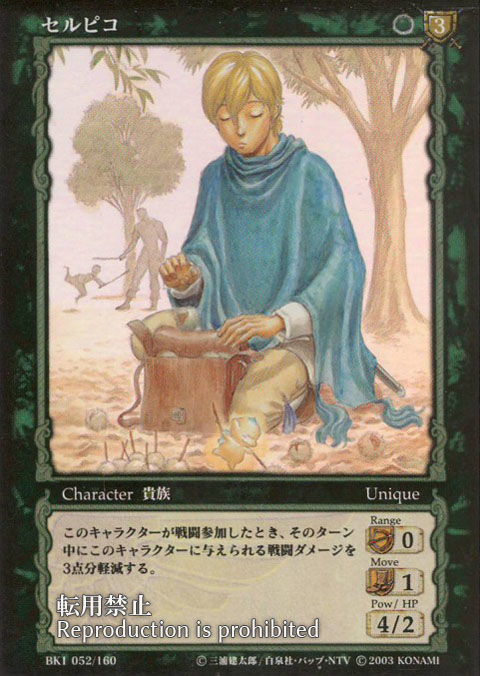 セルピコ
3
Character 貴族
Unique
このキャラクターが戦闘参加したとき、そのターン
中にこのキャラクターに与えられる戦闘ダメージを
3点分軽減する。
Range
0
Move
1
Pow/ HP
4/2
転用禁止
Reproduction is prohibited
BK1 052/160
© 三浦建太郎/白泉社・バップ・NTV © 2003 KONAMI